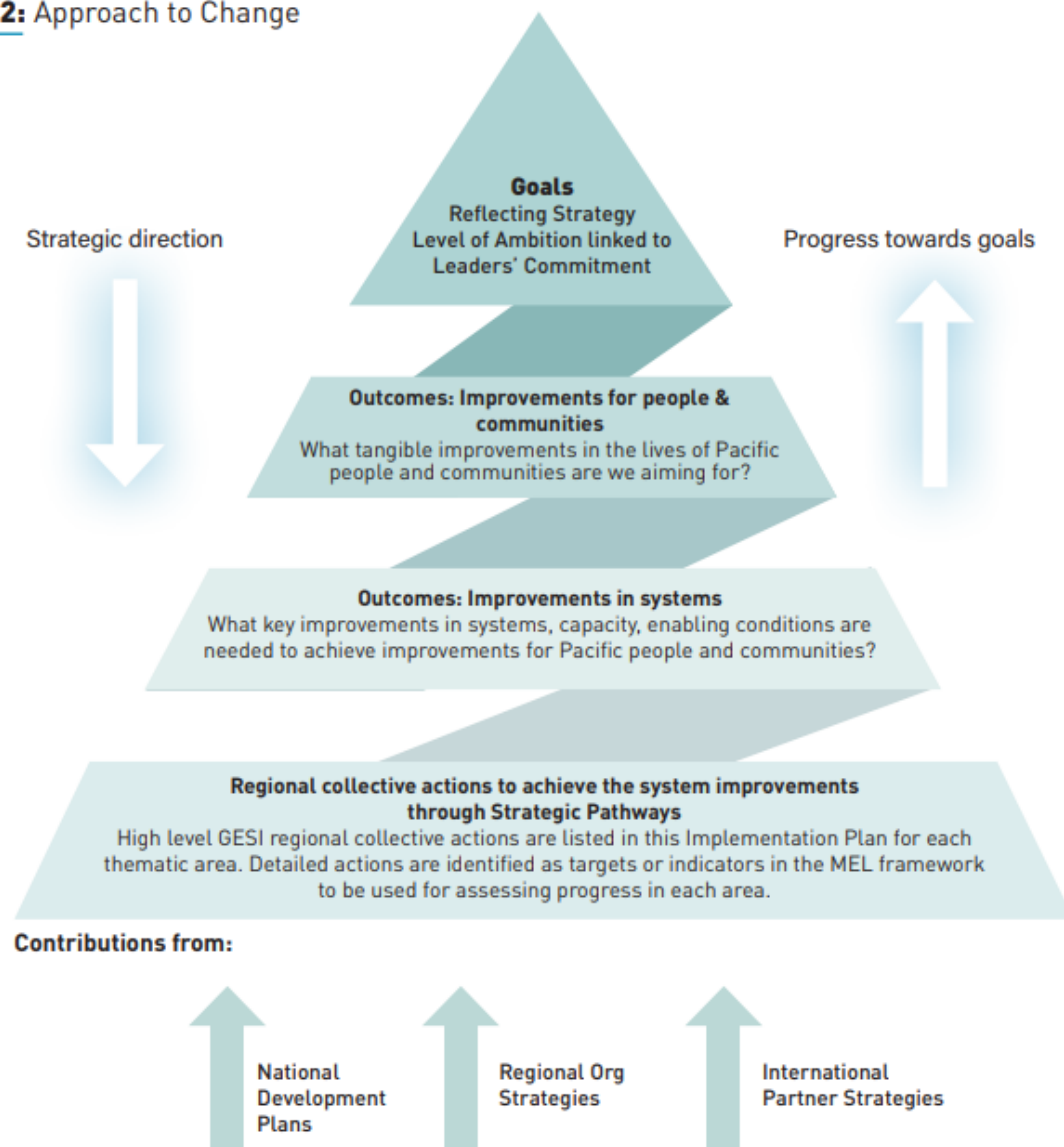 2: Approach to Change
Goals
Reflecting Strategy
Level of Ambition linked to
Leaders’ Commitment
Strategic direction
Progress towards goals
Outcomes: Improvements for people &
communities
What tangible improvements in the lives of Pacific
people and communities are we aiming for?
Outcomes: Improvements in systems
What key improvements in systems, capacity, enabling conditions are
needed to achieve improvements for Pacific people and communities?
Regional collective actions to achieve the system improvements
through Strategic Pathways
High level GESI regional collective actions are listed in this Implementation Plan for each
thematic area. Detailed actions are identified as targets or indicators in the MEL framework
to be used for assessing progress in each area.
Contributions from:
National
Development
Plans
Regional Org
Strategies
International
Partner Strategies